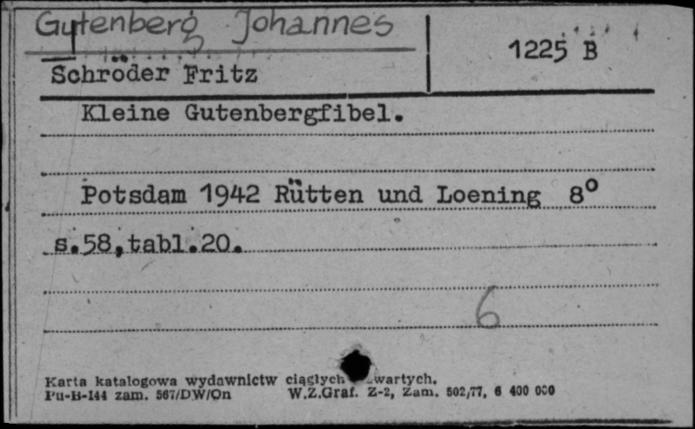 Gutenberg Johannes
1225 B
Schröder Fritz
Kleine Gutenbergfibel.
Potsdam 1942 Rütten und Loening 8°
s.58,tabl.20.
6
Karta katalogowa wydawnictw ciągłych wartych.
Pu-B-144 zam. 567/DW/On W.Z.Graf. Z-2, Zam. 502/77, 6 400 000